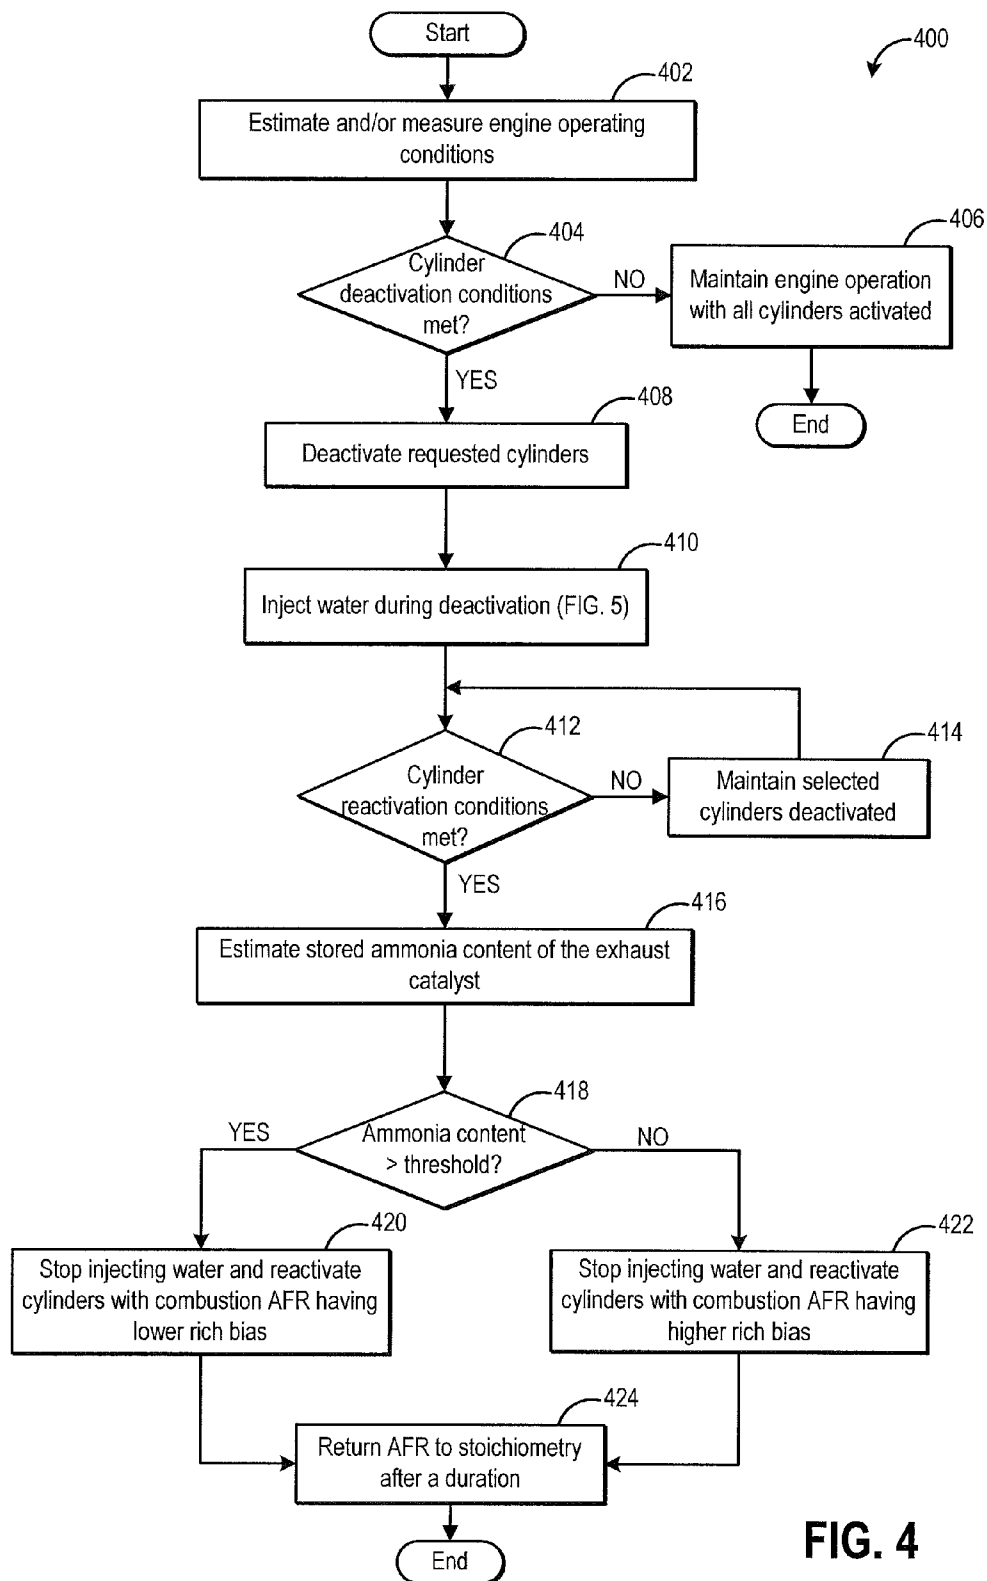 Start
400
402
Estimate and/or measure engine operating
conditions
404
406
Cylinder
deactivation conditions
met?
NO
Maintain engine operation
with all cylinders activated
YES
End
408
Deactivate requested cylinders
410
Inject water during deactivation (FIG. 5)
412
414
Cylinder
reactivation conditions
met?
NO
Maintain selected
cylinders deactivated
YES
416
Estimate stored ammonia content of the exhaust
catalyst
418
YES
Ammonia content
> threshold?
NO
420
422
Stop injecting water and reactivate
cylinders with combustion AFR having
lower rich bias
Stop injecting water and reactivate
cylinders with combustion AFR having
higher rich bias
424
Return AFR to stoichiometry
after a duration
End
FIG. 4